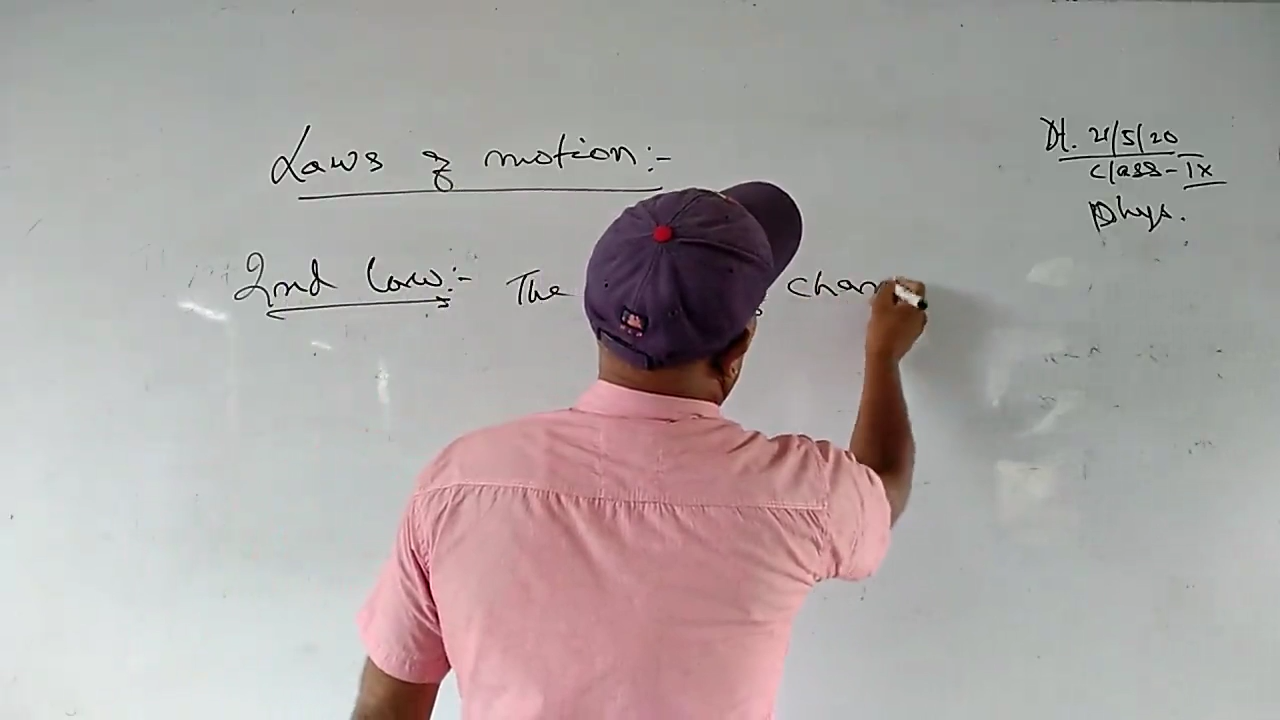 Laws of motion:-
Dt. 21/5/20
Class-IX
Phys.
2nd law:- The chan